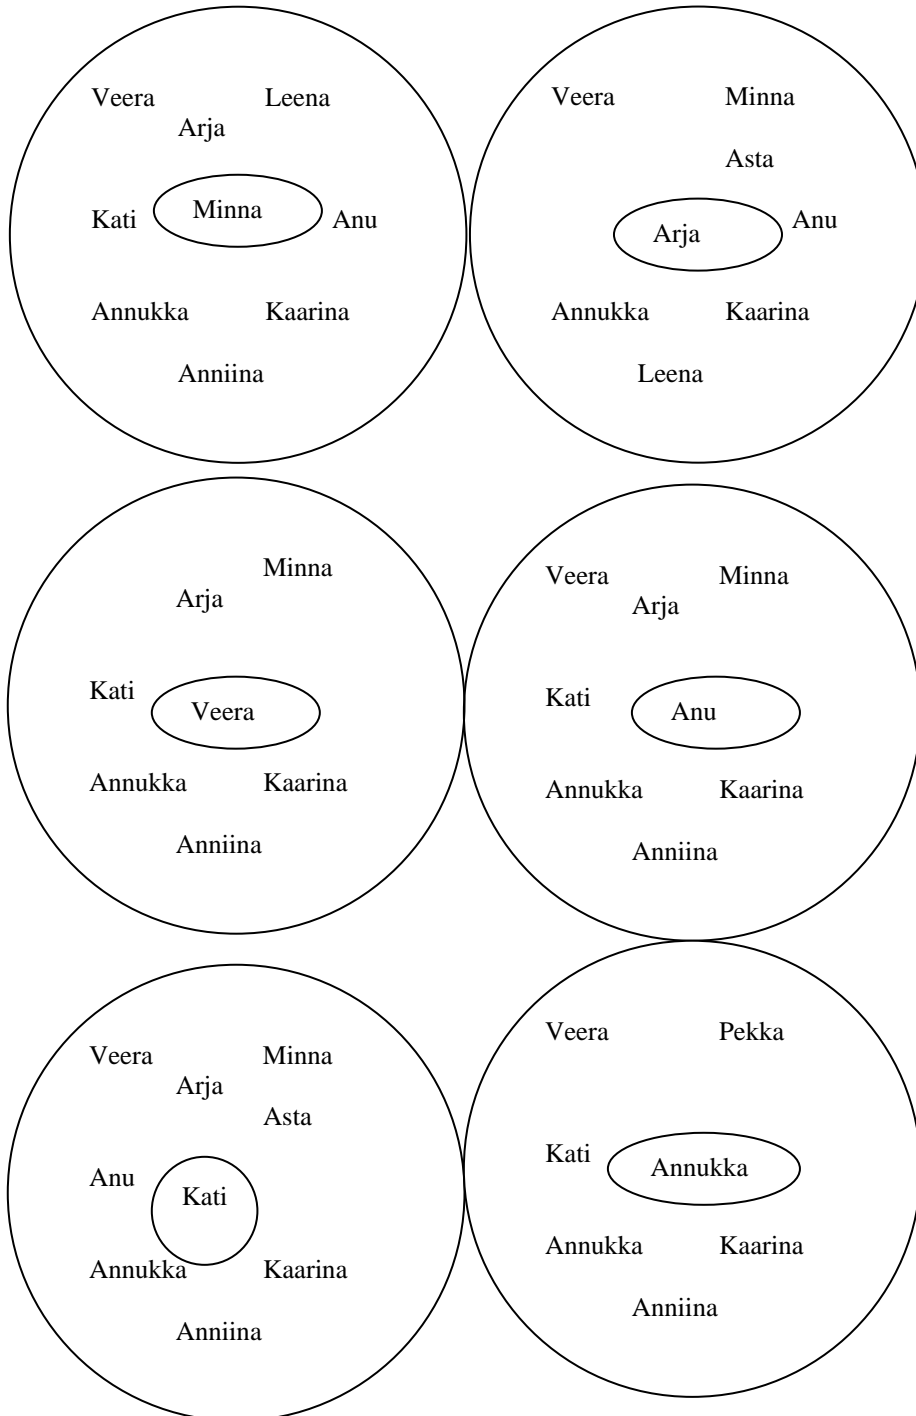 Veera Leena
Arja
Kati Minna Anu
Annukka Kaarina
Anniina
Veera Minna
Asta
Arja Anu
Annukka Kaarina
Leena
Minna
Arja
Kati
Veera
Annukka Kaarina
Anniina
Veera Minna
Arja
Kati Anu
Annukka Kaarina
Anniina
Veera Minna
Arja
Asta
Anu
Kati
Annukka Kaarina
Anniina
Veera Pekka
Kati Annukka
Annukka Kaarina
Anniina